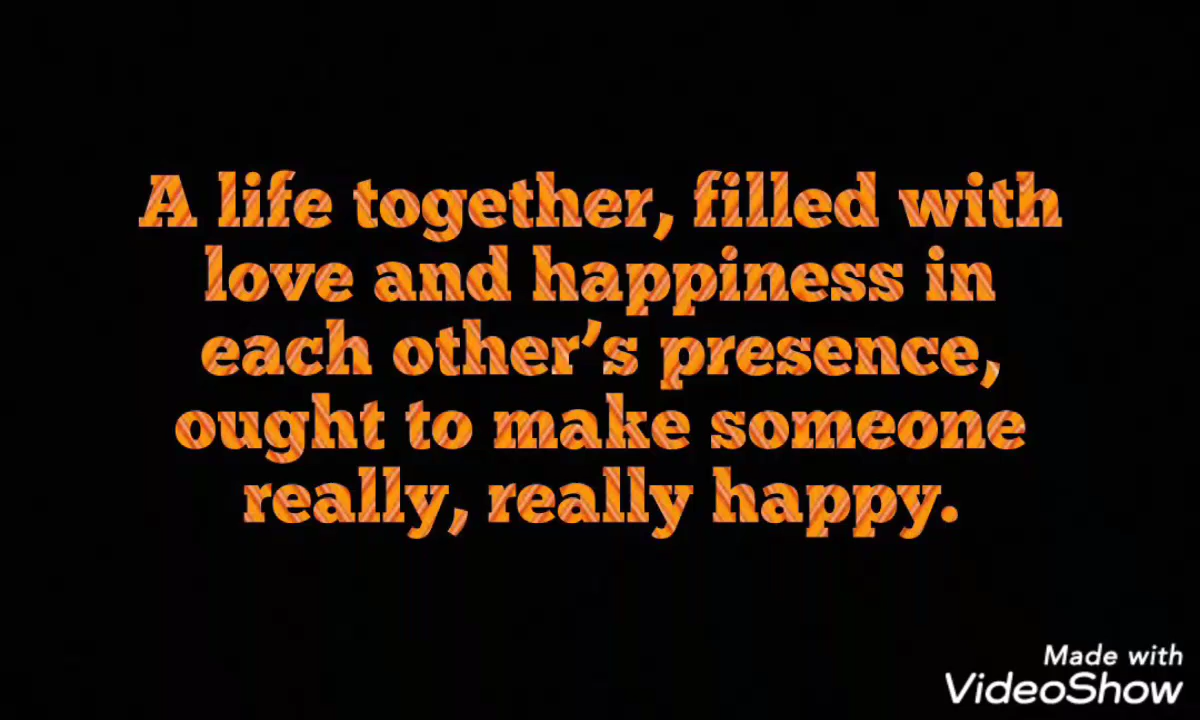 A life together, filled with
love and happiness in
each other’s presence,
ought to make someone
really, really happy.
Made with
VideoShow